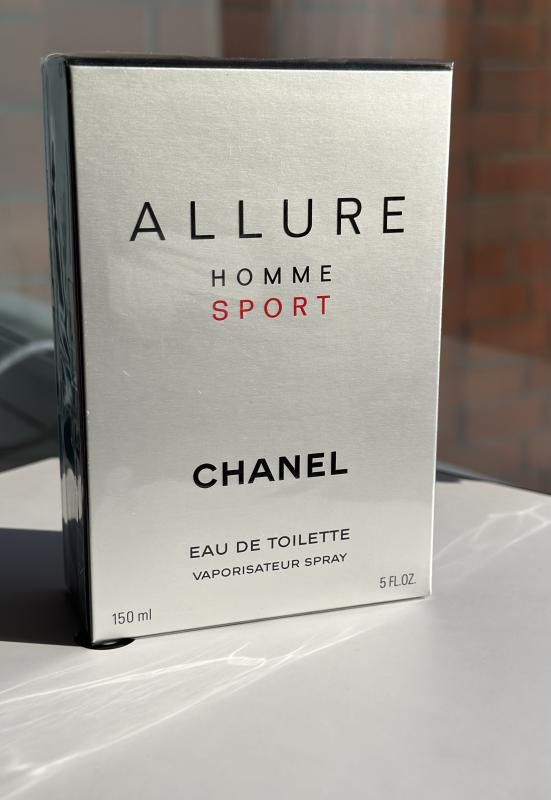 ALLURE
HOMME
SPORT
CHANEL
EAU DE TOILETTE
VAPORISATEUR SPRAY
150 ml
5 FL.OZ.